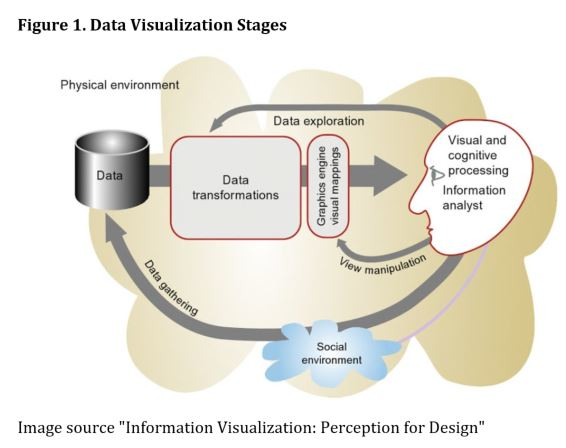 Figure 1. Data Visualization Stages
Physical environment
Data exploration
Data
Data
transformations
Graphics engine
visual mappings
Visual and
cognitive
processing
Information
analyst
View manipulation
Data gathering
Social
environment
Image source "Information Visualization: Perception for Design"